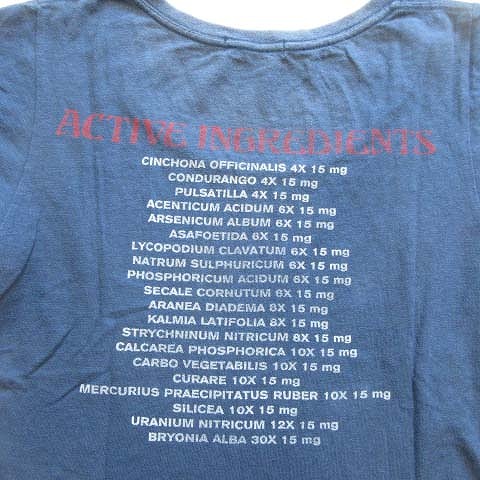 ACTIVE INGREDIENTS
CINCHONA OFFICINALIS 4X 15 mg
CONDURANGO 4X 15 mg
PULSATILLA 4X 15 mg
ACENTICUM ACIDUM 6X 15 mg
ARSENICUM ALBUM 6X 15 mg
ASAFOETIDA 6X 15 mg
LYCOPODIUM CLAVATUM 6X 15 mg
NATRUM SULPHURICUM 6X 15 mg
PHOSPHORICUM ACIDUM 6X 15 mg
SECALE CORNUTUM 6X 15 mg
ARANEA DIADEMA 8X 15 mg
KALMIA LATIFOLIA 8X 15 mg
STRYCHNINUM NITRICUM 8X 15 mg
CALCAREA PHOSPHORICA 10X 15 mg
CARBO VEGETABILIS 10X 15 mg
CURARE 10X 15 mg
MERCURIUS PRAECIPITATUS RUBER 10X 15 mg
SILICEA 10X 15 mg
URANIUM NITRICUM 12X 15 mg
BRYONIA ALBA 30X 15 mg